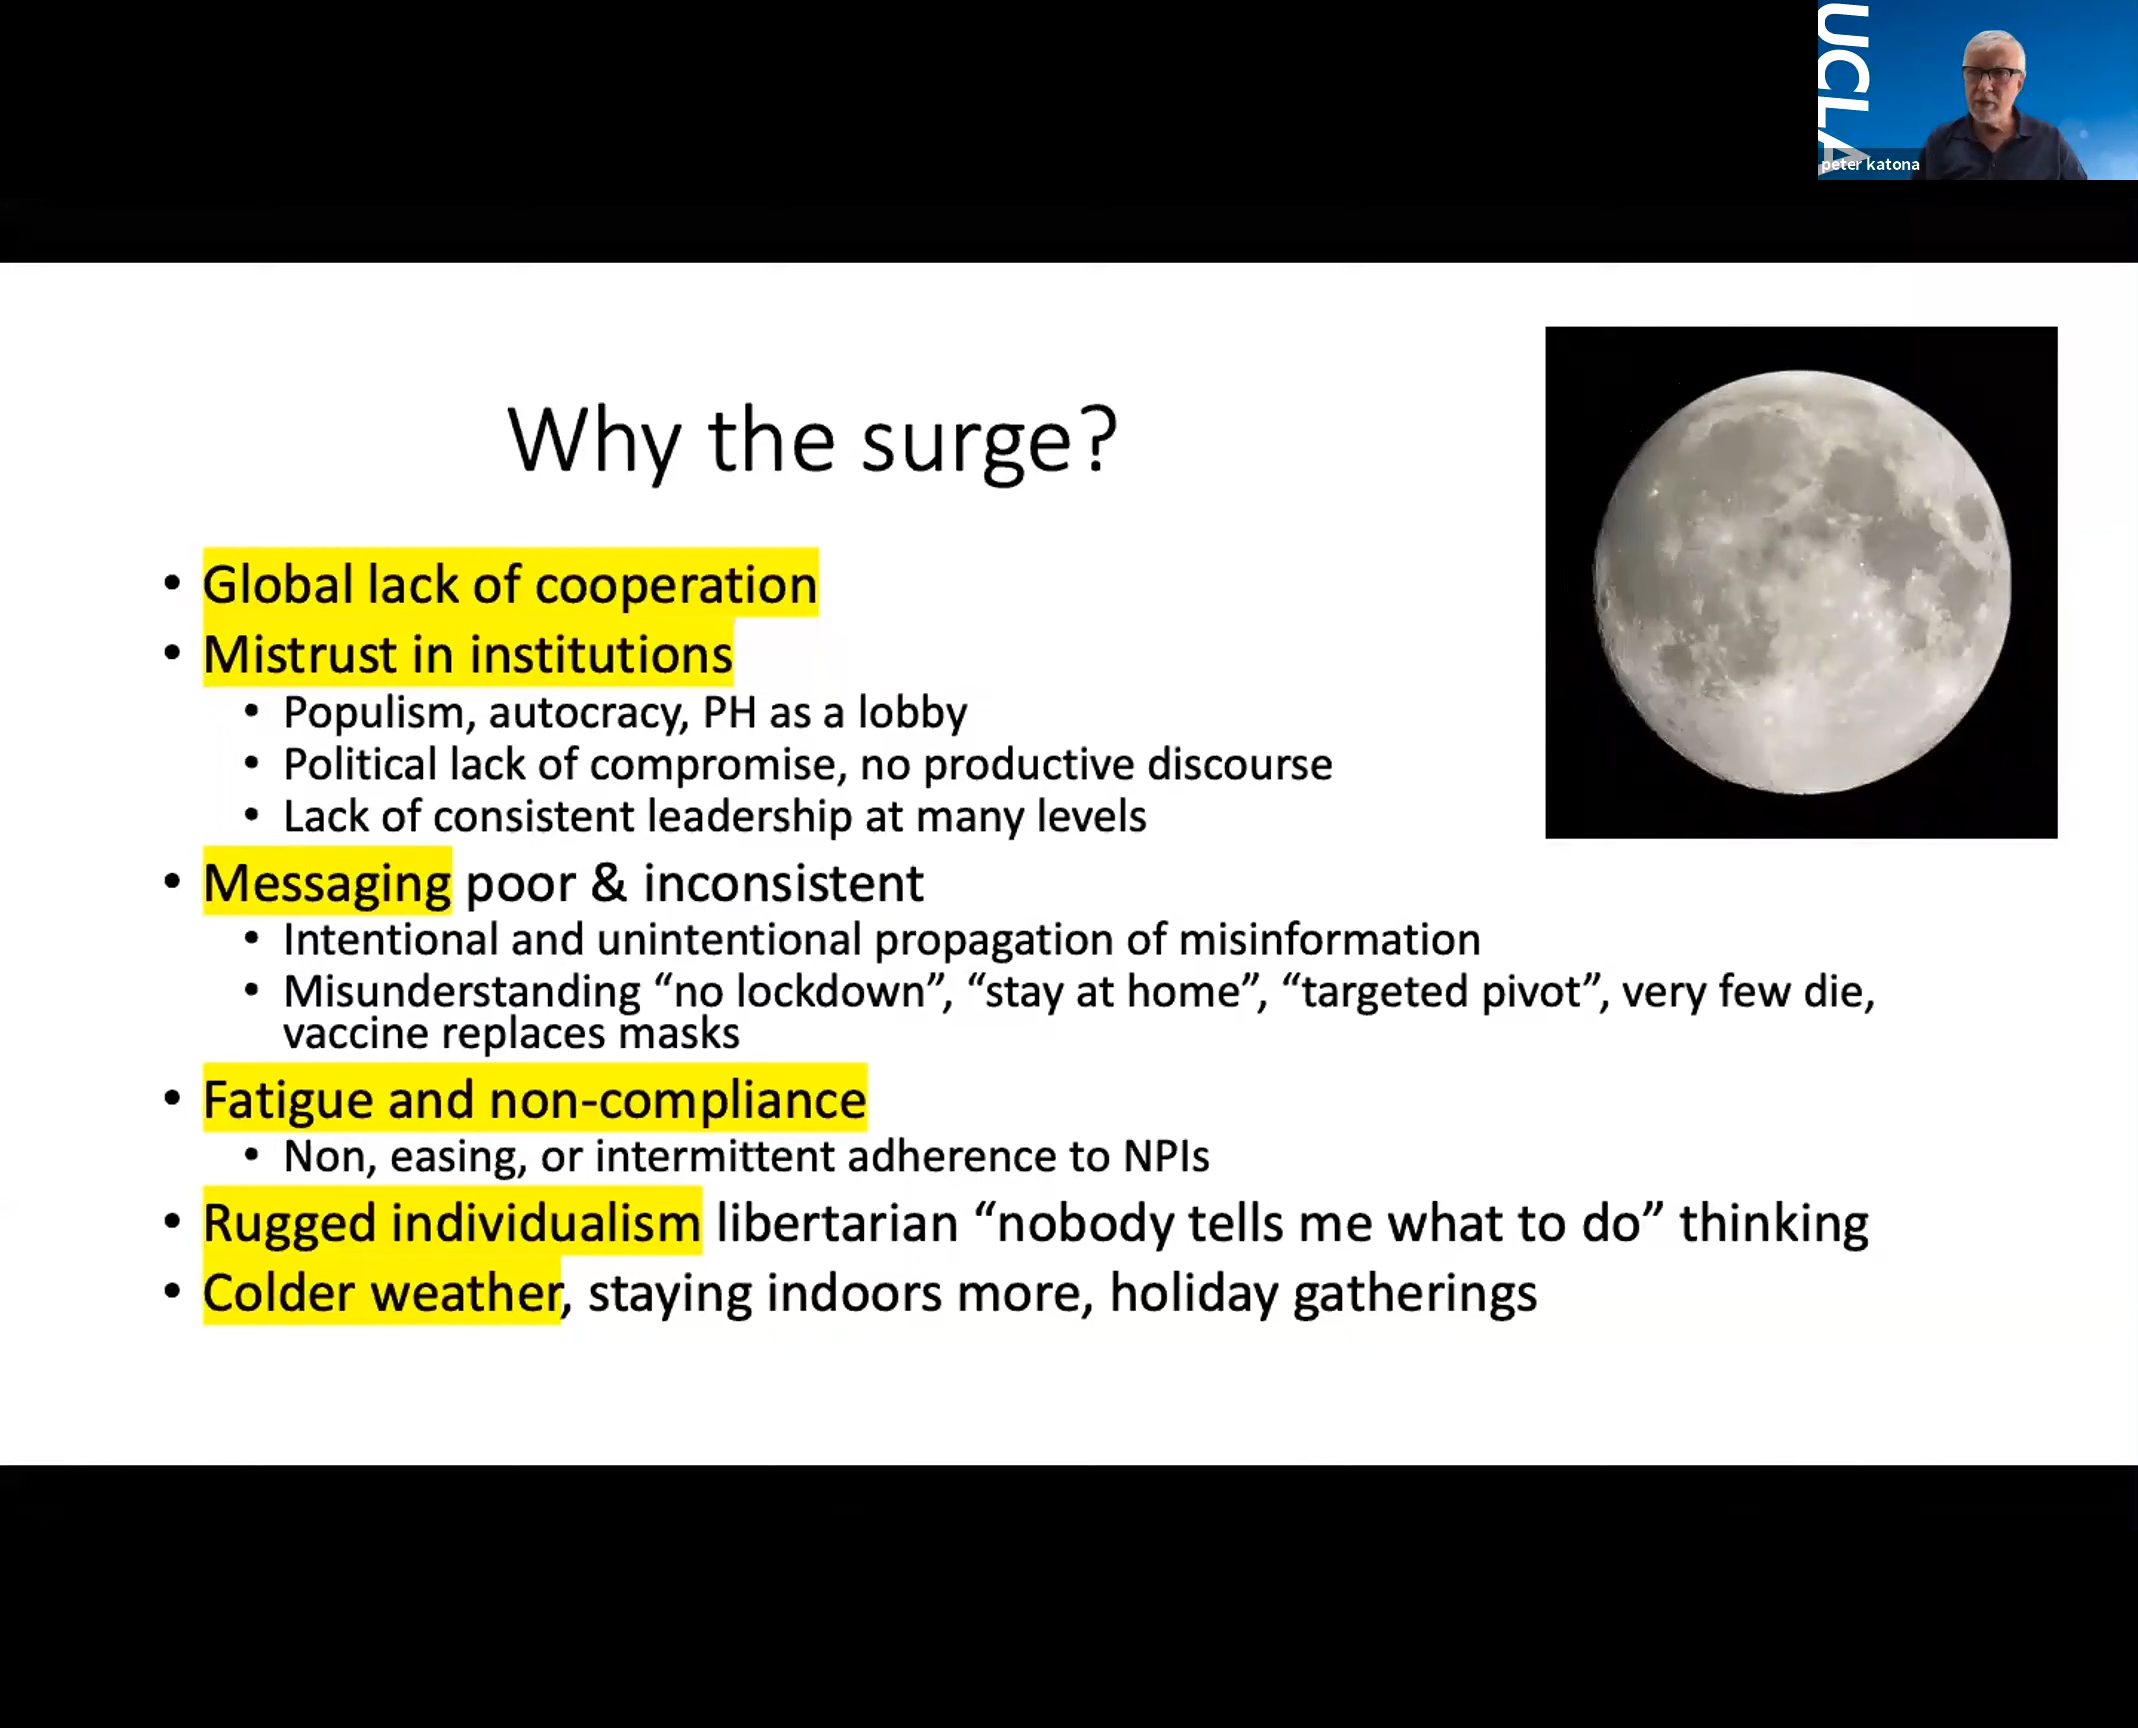 UCLA
peter katona
Why the surge?
• Global lack of cooperation
• Mistrust in institutions
• Populism, autocracy, PH as a lobby
• Political lack of compromise, no productive discourse
• Lack of consistent leadership at many levels
• Messaging poor & inconsistent
• Intentional and unintentional propagation of misinformation
• Misunderstanding “no lockdown”, “stay at home”, “targeted pivot”, very few die,
vaccine replaces masks
• Fatigue and non-compliance
• Non, easing, or intermittent adherence to NPIs
• Rugged individualism libertarian “nobody tells me what to do” thinking
• Colder weather, staying indoors more, holiday gatherings